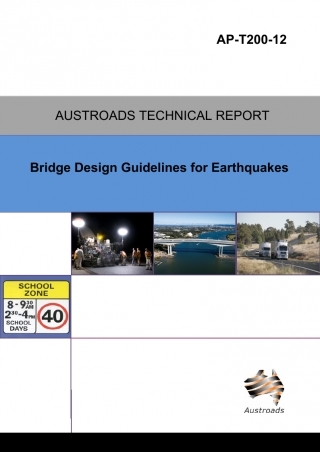 AP-T200-12
AUSTROADS TECHNICAL REPORT
Bridge Design Guidelines for Earthquakes
SCHOOL
ZONE
8-9.30 AM
2.30-4 PM
SCHOOL
DAYS
40
Austroads